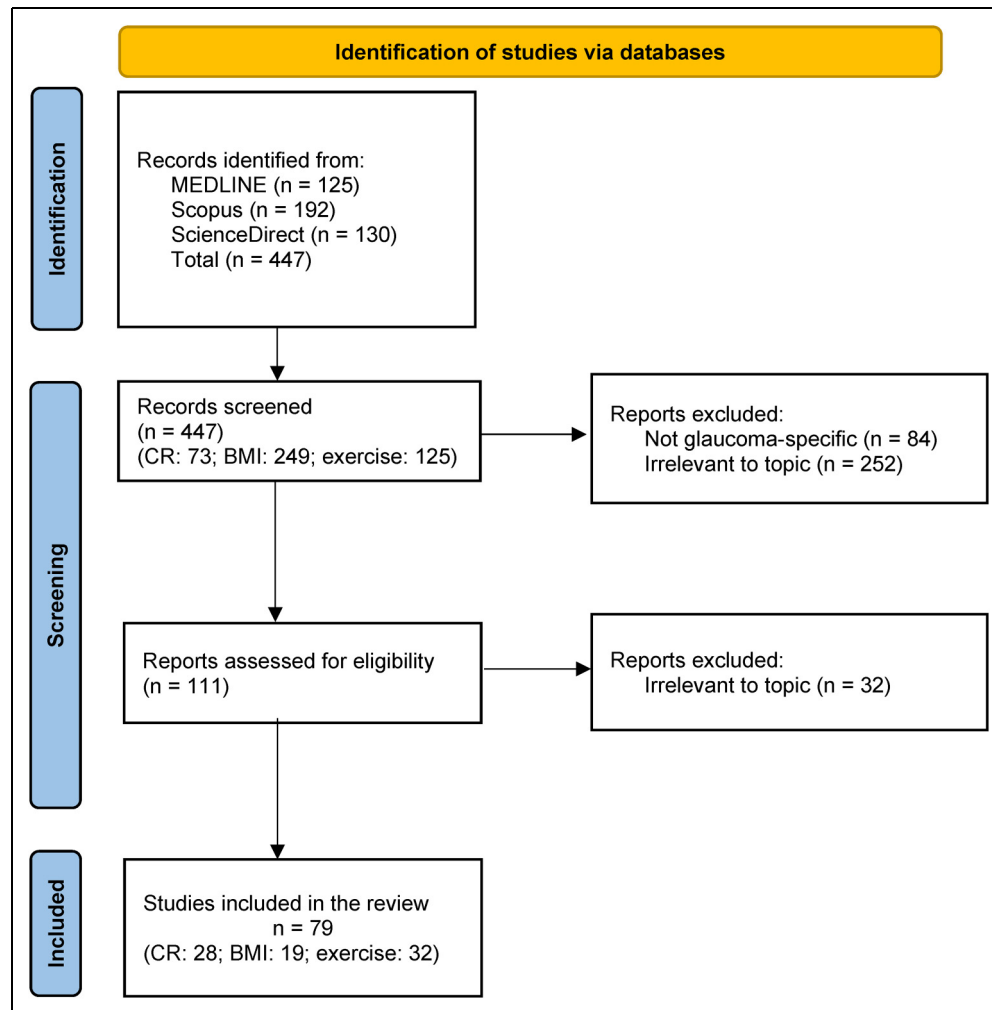 Identification of studies via databases
Identification
Records identified from:
MEDLINE (n = 125)
Scopus (n = 192)
ScienceDirect (n = 130)
Total (n = 447)
Screening
Records screened
(n = 447)
(CR: 73; BMI: 249; exercise: 125)
Reports excluded:
Not glaucoma-specific (n = 84)
Irrelevant to topic (n = 252)
Reports assessed for eligibility
(n = 111)
Reports excluded:
Irrelevant to topic (n = 32)
Included
Studies included in the review
n = 79
(CR: 28; BMI: 19; exercise: 32)